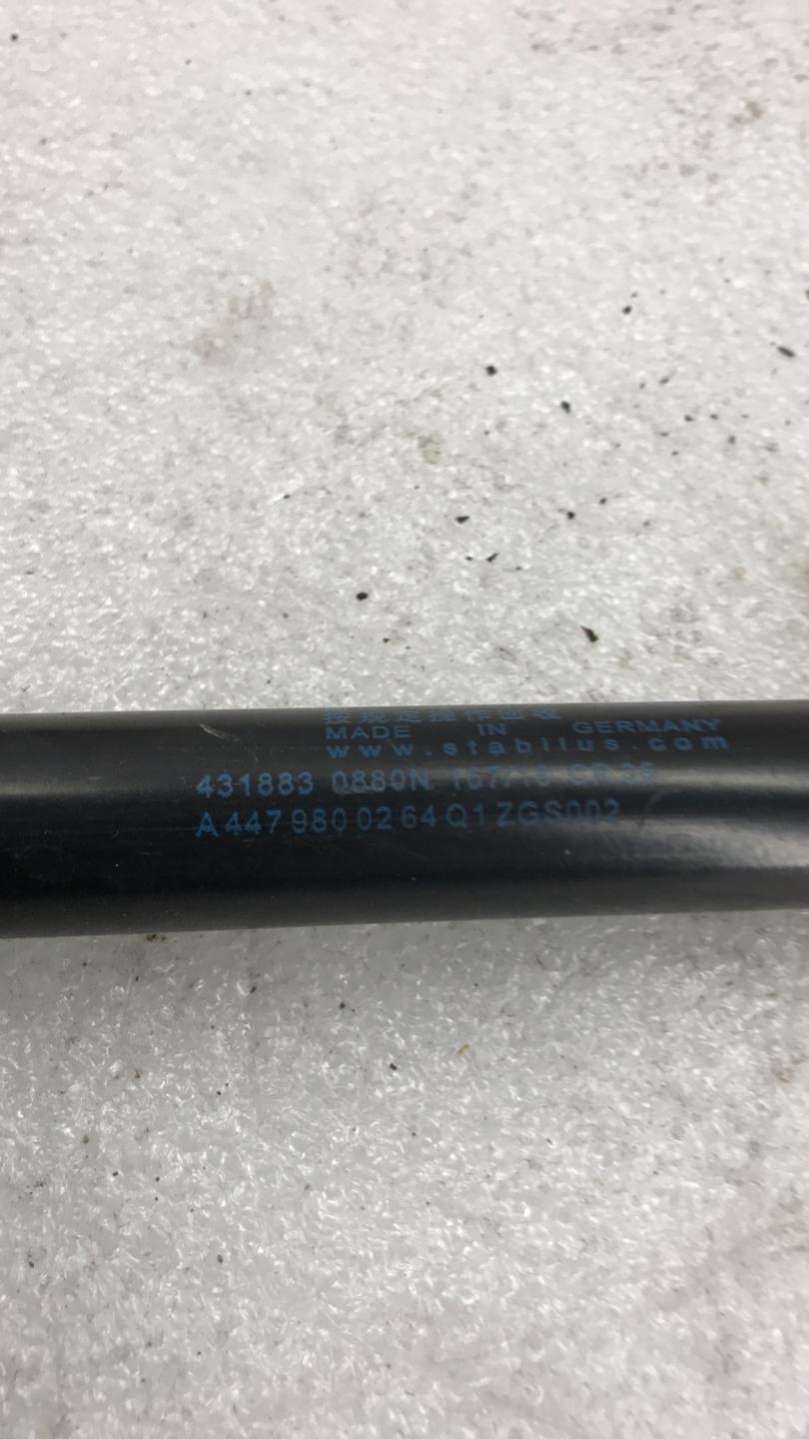 MADE IN GERMANY
www.stabilus.com
431883 0880N
A 447 980 02 64 Q1 ZGS002